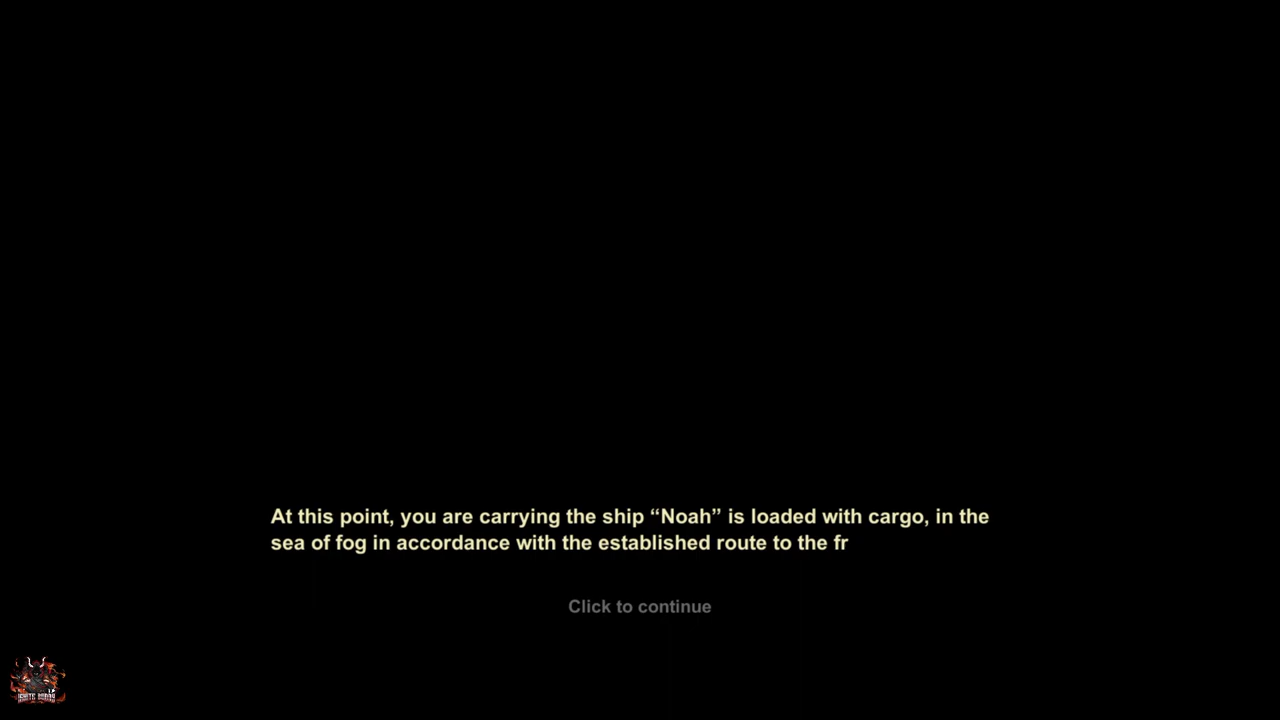 At this point, you are carrying the ship “Noah” is loaded with cargo, in the
sea of fog in accordance with the established route to the fr
Click to continue